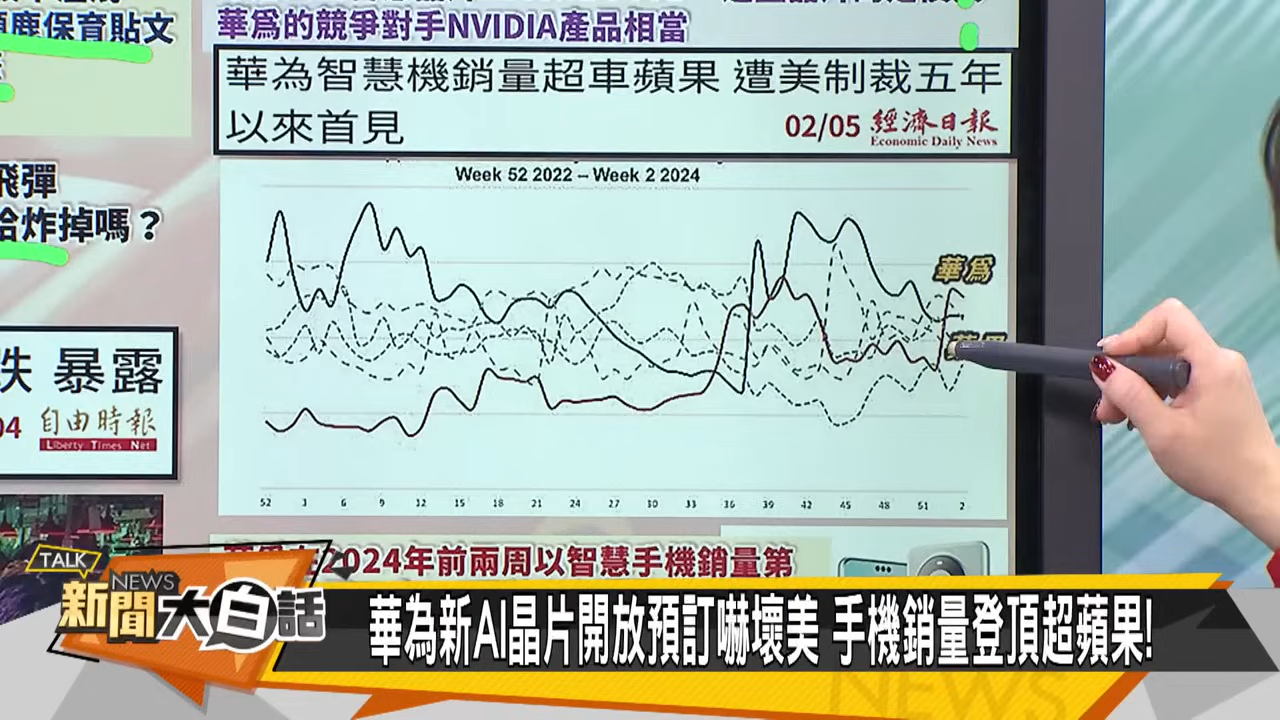 鹿保育貼文
華爲的競爭對手NVIDIA產品相當
華為智慧機銷量超車蘋果 遭美制裁五年
以來首見
02/05 經濟日報
Economic Daily News
飛彈
炸掉嗎？
Week 52 2022 – Week 2 2024
華爲
跌 暴露
04 自由時報
Liberty Times Net
52 3 6 9 12 15 18 21 24 27 30 33 36 39 42 45 48 51 2
2024年前兩周以智慧手機銷量第
TALK
NEWS
新聞大白話
華為新AI晶片開放預訂嚇壞美 手機銷量登頂超蘋果!
NEWS